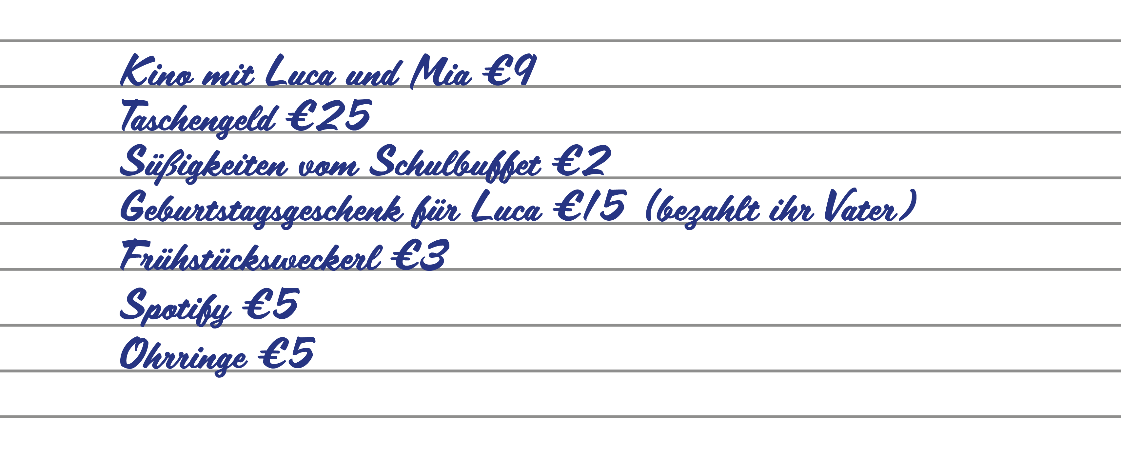 Kino mit Luca und Mia €9
Taschengeld €25
Süßigkeiten vom Schulbuffet €2
Geburtstagsgeschenk für Luca €15 (bezahlt ihr Vater)
Frühstücksweckerl €3
Spotify €5
Ohrringe €5